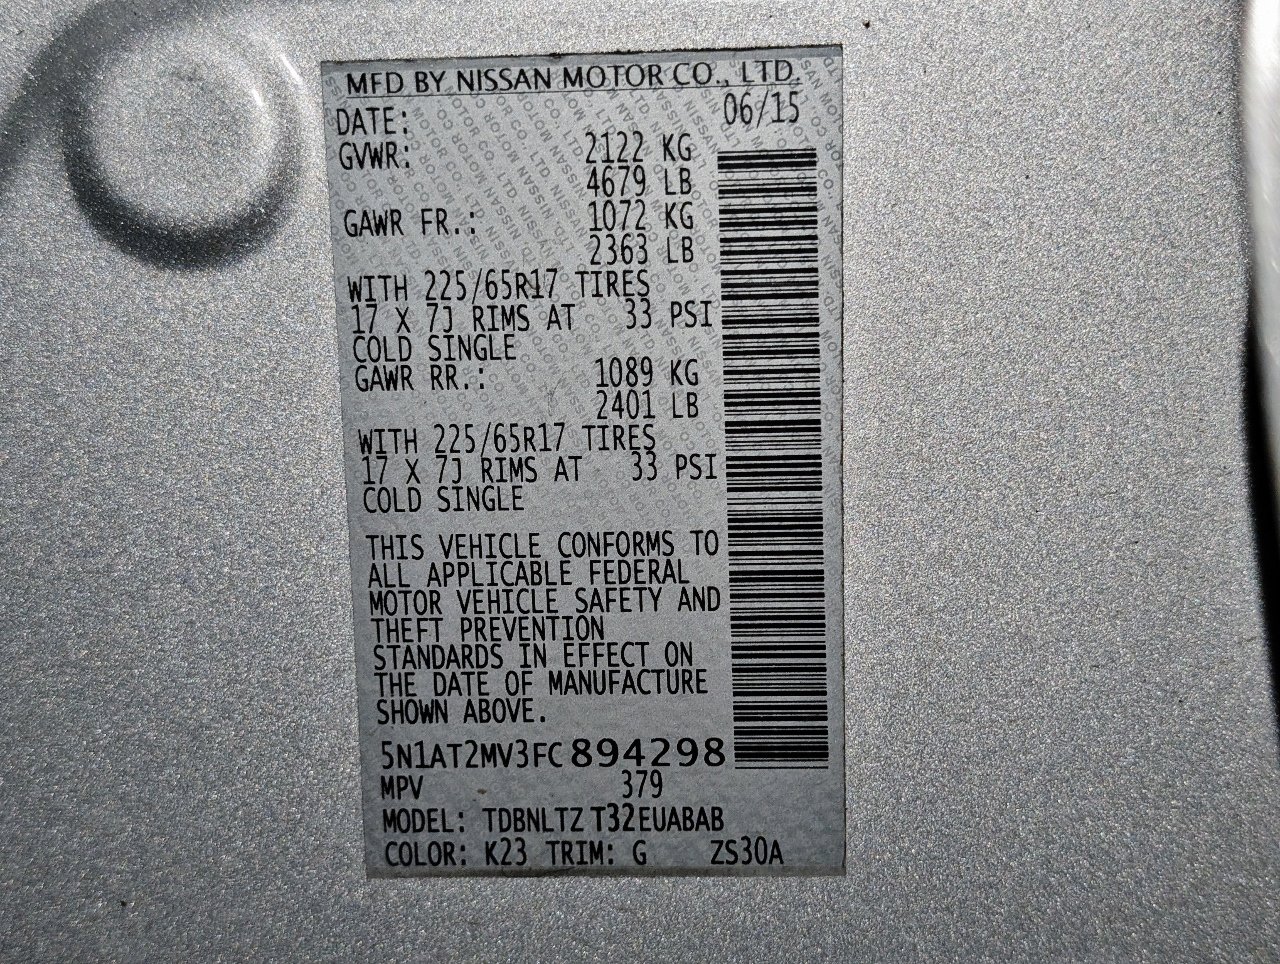 MFD BY NISSAN MOTOR CO., LTD.
DATE: 06/15
GVWR: 2122 KG
4679 LB
GAWR FR.: 1072 KG
2363 LB
WITH 225/65R17 TIRES
17 X 7J RIMS AT 33 PSI
COLD SINGLE
GAWR RR.: 1089 KG
2401 LB
WITH 225/65R17 TIRES
17 X 7J RIMS AT 33 PSI
COLD SINGLE
THIS VEHICLE CONFORMS TO
ALL APPLICABLE FEDERAL
MOTOR VEHICLE SAFETY AND
THEFT PREVENTION
STANDARDS IN EFFECT ON
THE DATE OF MANUFACTURE
SHOWN ABOVE.
5N1AT2MV3FC894298
MPV 379
MODEL: TDBNLTZ T32EUABAB
COLOR: K23 TRIM: G ZS30A